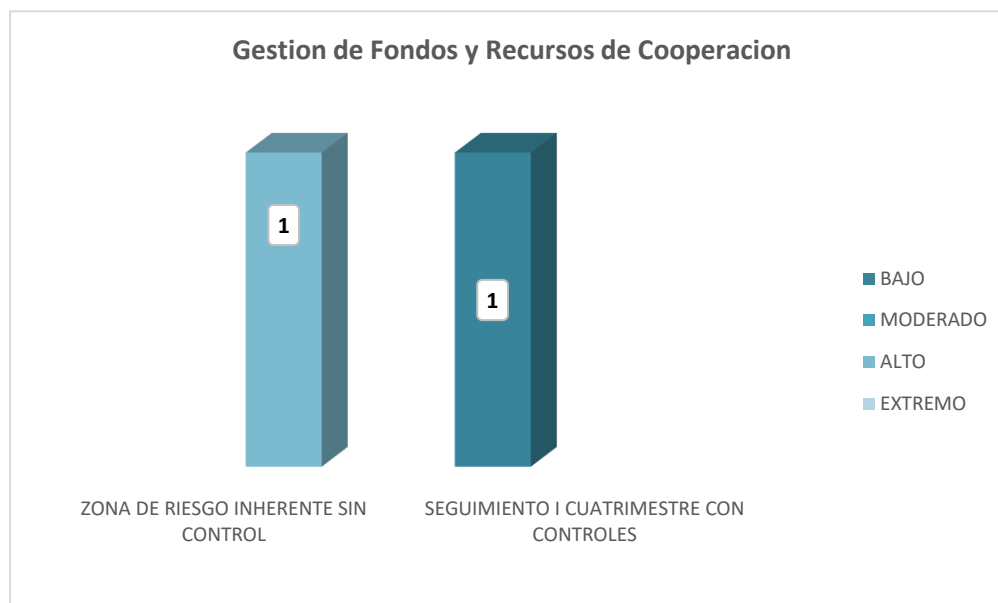 Gestion de Fondos y Recursos de Cooperacion
1
1
BAJO
MODERADO
ALTO
EXTREMO
ZONA DE RIESGO INHERENTE SIN
CONTROL
SEGUIMIENTO I CUATRIMESTRE CON
CONTROLES